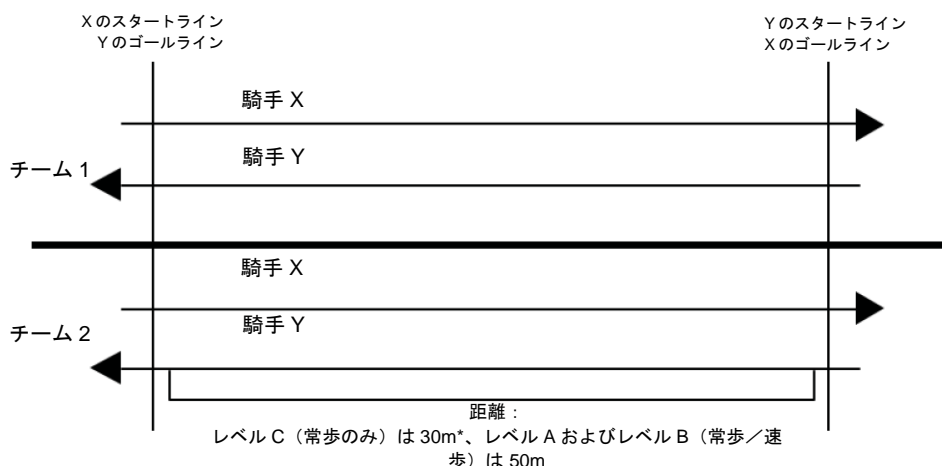 Xのスタートライン
Yのゴールライン
Yのスタートライン
Xのゴールライン
騎手 X
騎手 Y
チーム 1
騎手 X
騎手 Y
チーム 2
距離：
レベル C（常歩のみ）は 30m*、レベル A およびレベル B（常歩／速
歩）は 50m